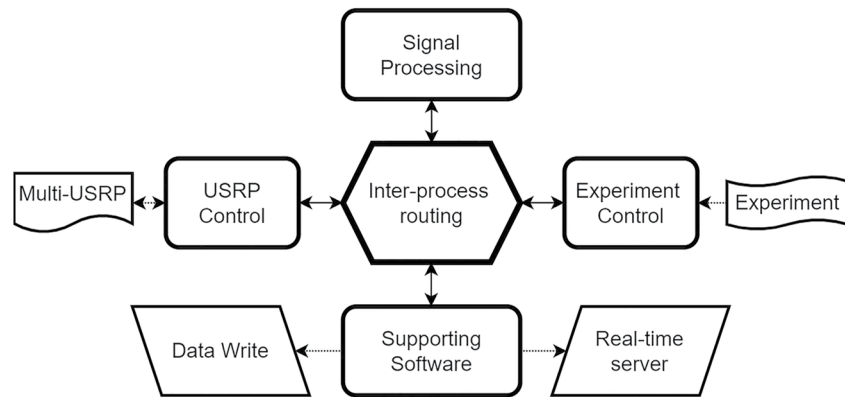 Signal
Processing
Multi-USRP
USRP
Control
Inter-process
routing
Experiment
Control
Experiment
Data Write
Supporting
Software
Real-time
server